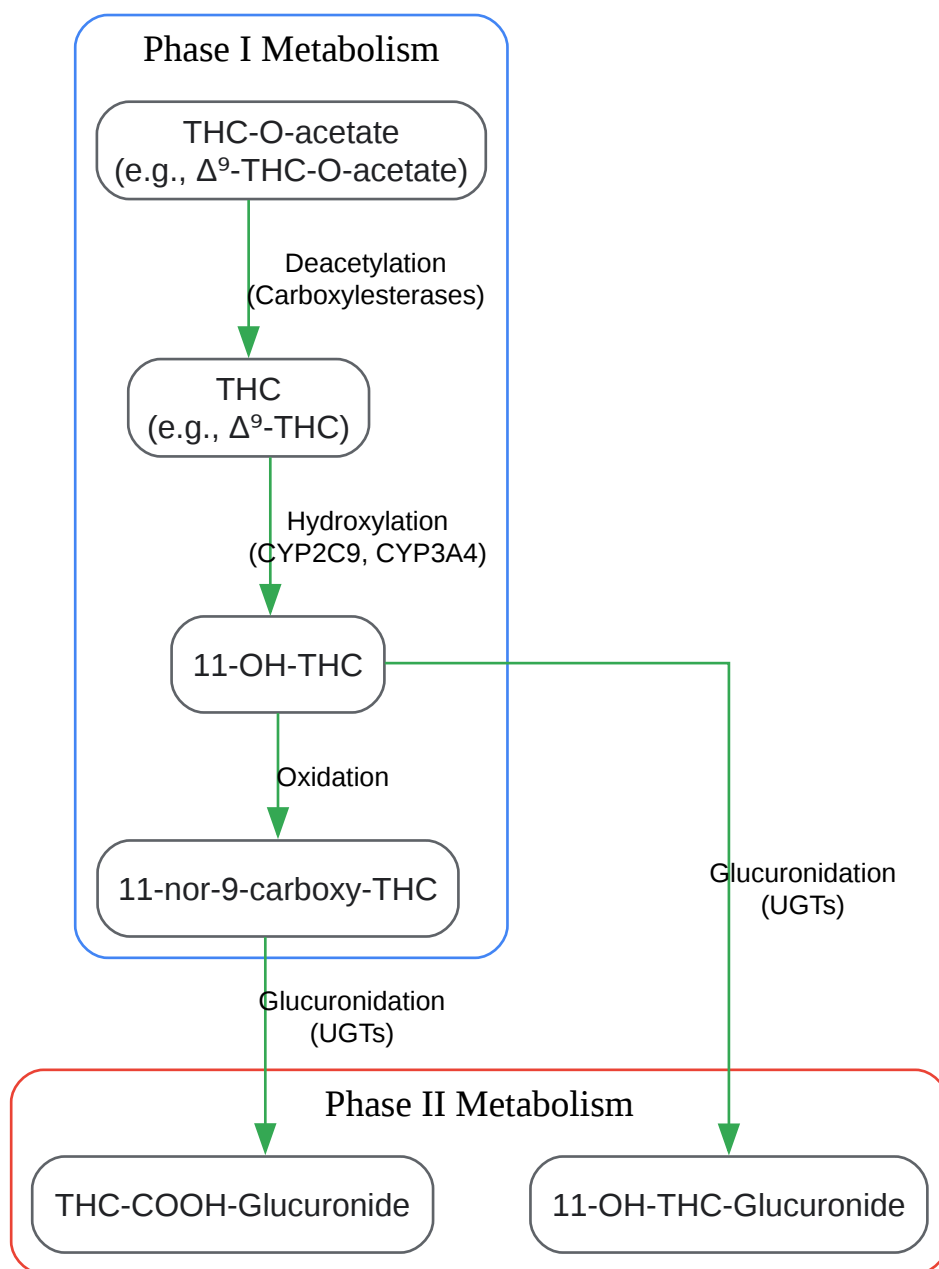 Phase I Metabolism
THC-O-acetate
(e.g., Δ⁹-THC-O-acetate)
Deacetylation
(Carboxylesterases)
THC
(e.g., Δ⁹-THC)
Hydroxylation
(CYP2C9, CYP3A4)
11-OH-THC
Oxidation
11-nor-9-carboxy-THC
Glucuronidation
(UGTs)
Glucuronidation
(UGTs)
Phase II Metabolism
THC-COOH-Glucuronide
11-OH-THC-Glucuronide